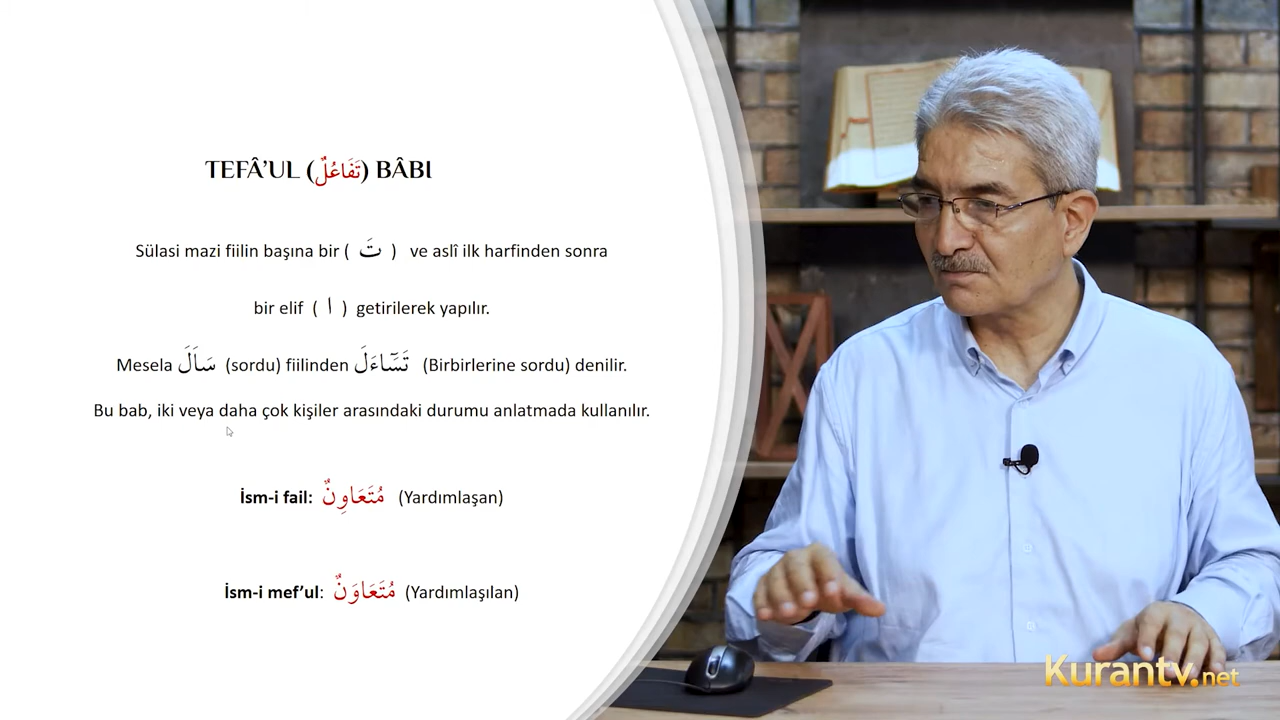 TEFÂ’UL (تَفَاعُلٌ) BÂBI
Sülasi mazi fiilin başına bir ( تَ ) ve aslî ilk harfinden sonra
bir elif ( ا ) getirilerek yapılır.
Mesela سَاَلَ (sordu) fiilinden تَسَٓاءَلَ (Birbirlerine sordu) denilir.
Bu bab, iki veya daha çok kişiler arasındaki durumu anlatmada kullanılır.
İsm-i fail: مُتَعَاوِنٌ (Yardımlaşan)
İsm-i mef’ul: مُتَعَاوَنٌ (Yardımlaşılan)
Kurantv.net